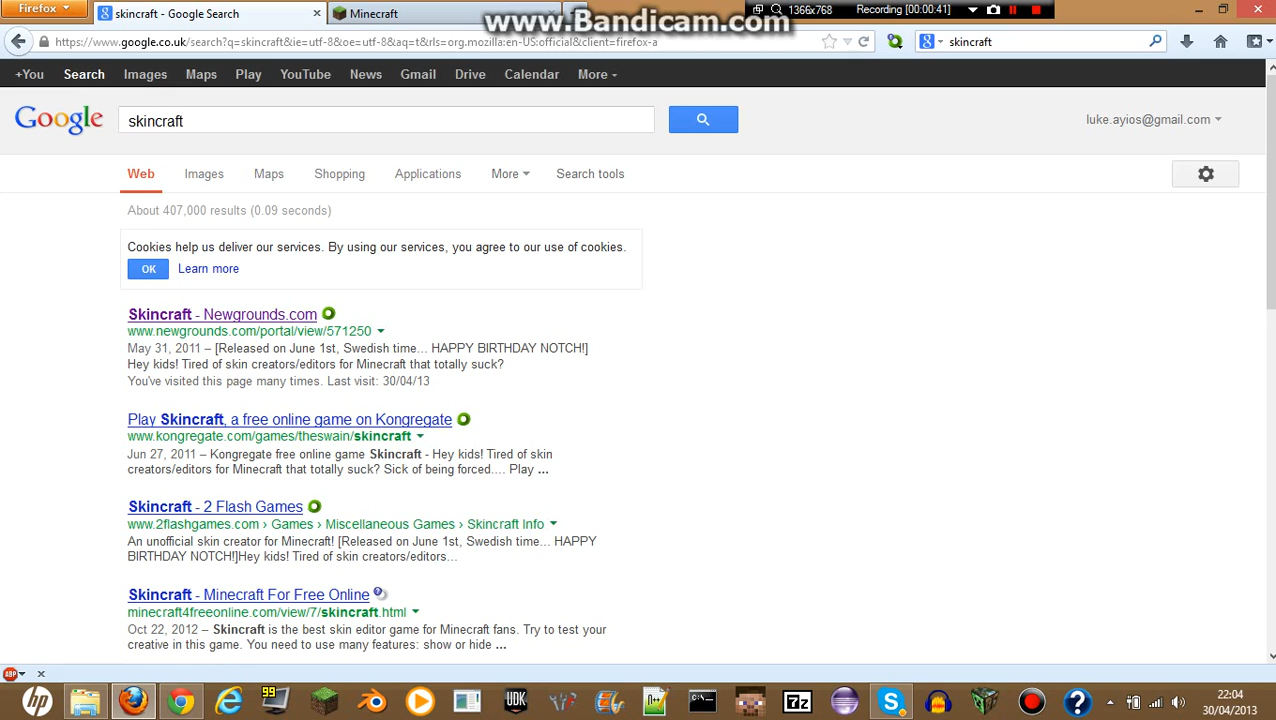 Firefox
skincraft - Google Search
Minecraft
www.Bandicam.com
1366x768
Recording [00:00:41]
https://www.google.co.uk/search?q=skincraft&ie=utf-8&oe=utf-8&aq=t&rls=org.mozilla:en-US:official&client=firefox-a
skincraft
+You Search Images Maps Play YouTube News Gmail Drive Calendar More
Google
skincraft
luke.ayios@gmail.com
Web Images Maps Shopping Applications More Search tools
About 407,000 results (0.09 seconds)
Cookies help us deliver our services. By using our services, you agree to our use of cookies.
OK Learn more
Skincraft - Newgrounds.com
www.newgrounds.com/portal/view/571250
May 31, 2011 – [Released on June 1st, Swedish time... HAPPY BIRTHDAY NOTCH!]
Hey kids! Tired of skin creators/editors for Minecraft that totally suck?
You've visited this page many times. Last visit: 30/04/13
Play Skincraft, a free online game on Kongregate
www.kongregate.com/games/theswain/skincraft
Jun 27, 2011 – Kongregate free online game Skincraft - Hey kids! Tired of skin
creators/editors for Minecraft that totally suck? Sick of being forced.... Play ...
Skincraft - 2 Flash Games
www.2flashgames.com › Games › Miscellaneous Games › Skincraft Info
An unofficial skin creator for Minecraft! [Released on June 1st, Swedish time... HAPPY
BIRTHDAY NOTCH!]Hey kids! Tired of skin creators/editors...
Skincraft - Minecraft For Free Online
minecraft4freeonline.com/view/7/skincraft.html
Oct 22, 2012 – Skincraft is the best skin editor game for Minecraft fans. Try to test your
creative in this game. You need to use many features: show or hide ...
ABP
hp
99
UDK
C:\
7z
22:04
30/04/2013